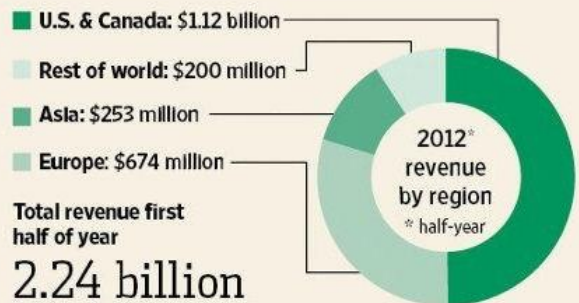 U.S. & Canada: $1.12 billion
Rest of world: $200 million
Asia: $253 million
Europe: $674 million
Total revenue first
half of year
2.24 billion
2012*
revenue
by region
* half-year